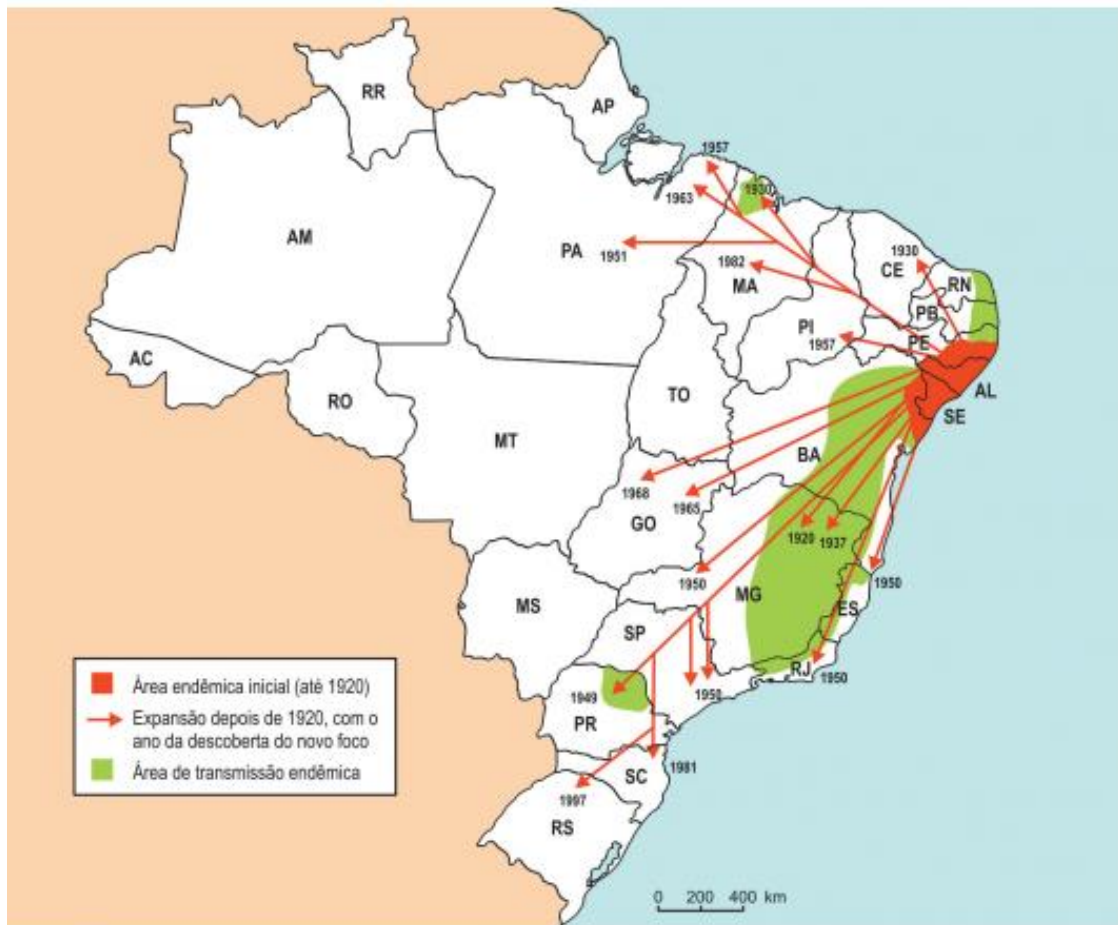 RR
AP
1957
1930
1963
AM
PA
1951
1982
MA
CE
1930
RN
PB
PI
1957
PE
AC
RO
TO
AL
SE
MT
BA
1968
1965
GO
1920
1937
1950
1950
MG
MS
ES
SP
RJ
1950
1950
1949
PR
SC
1981
1997
RS
Área endêmica inicial (até 1920)
Expansão depois de 1920, com o
ano da descoberta do novo foco
Área de transmissão endêmica
0 200 400 km